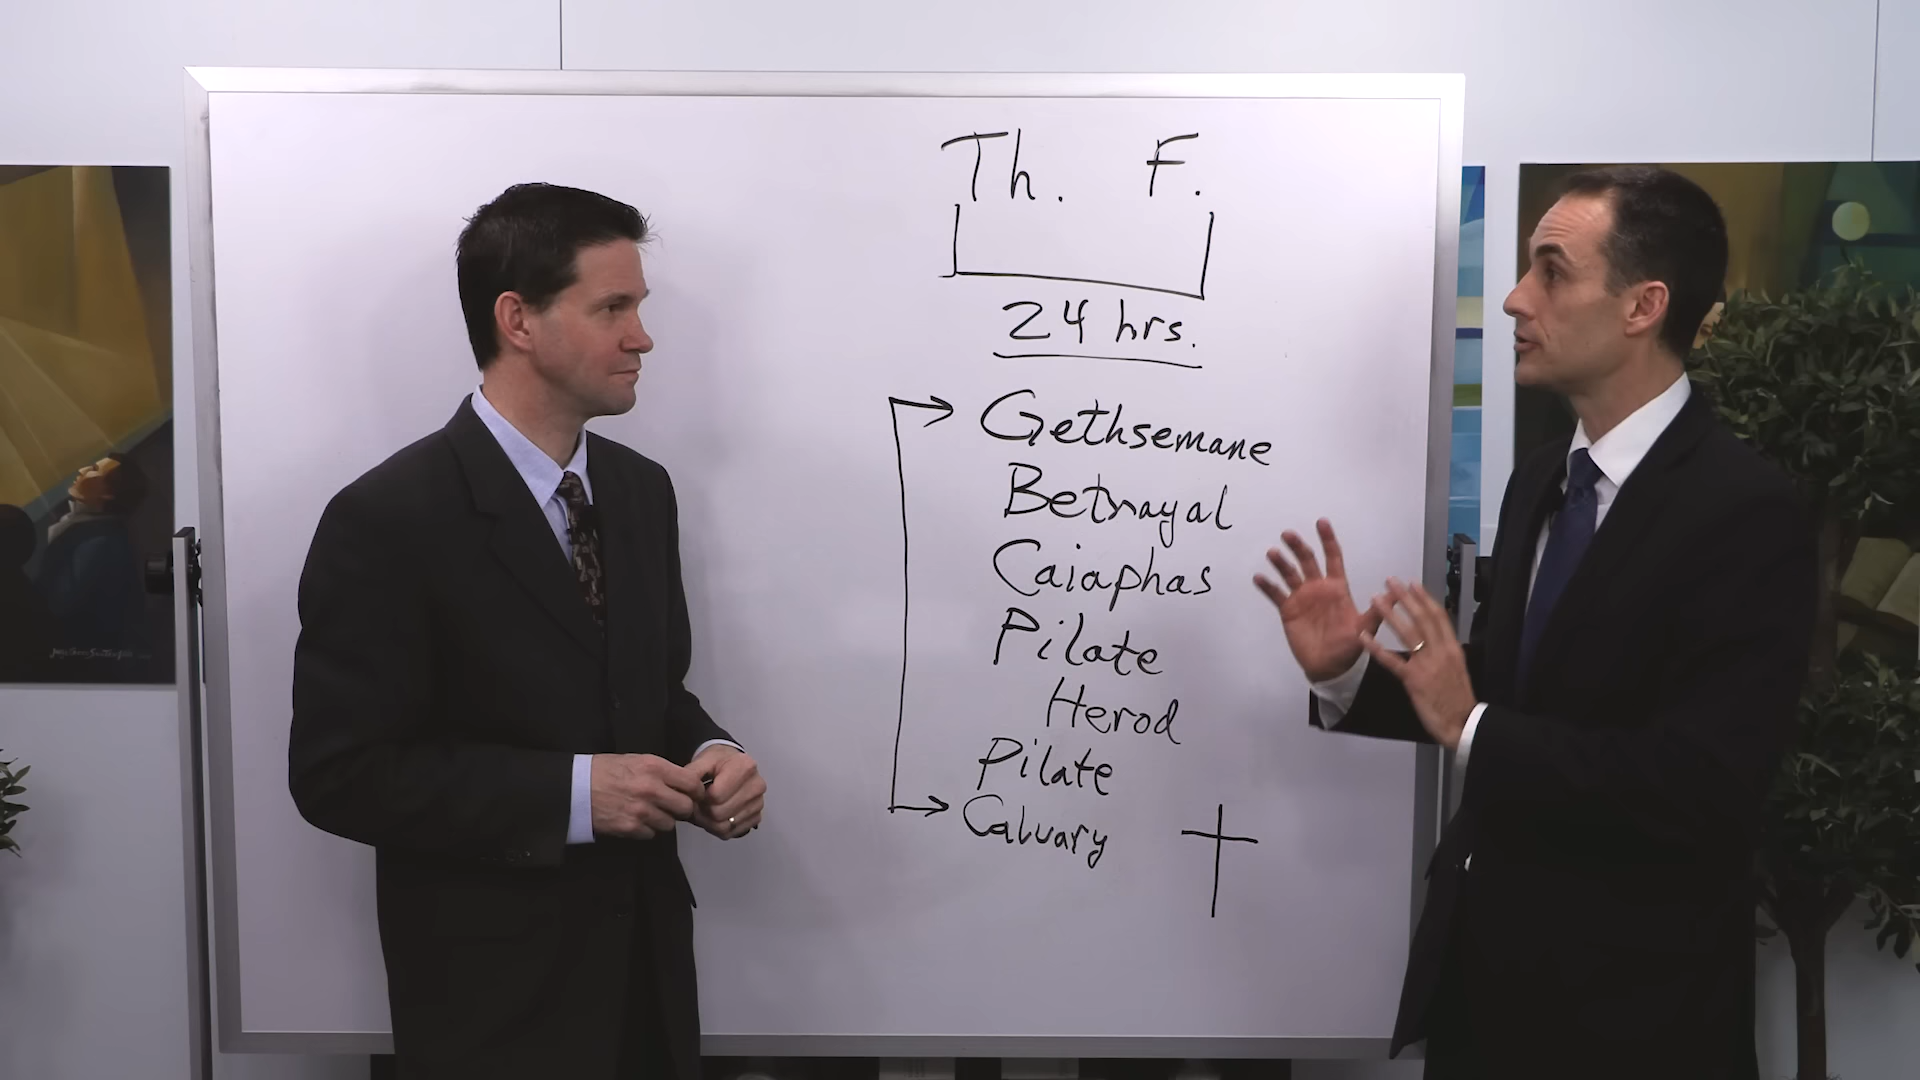 Th. F.
24 hrs.
Gethsemane
Betrayal
Caiaphas
Pilate
Herod
Pilate
Calvary